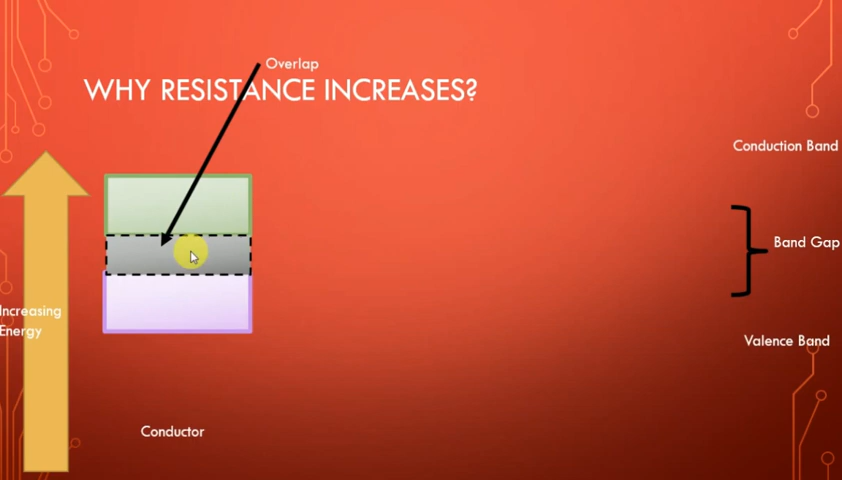 Overlap
WHY RESISTANCE INCREASES?
Conduction Band
Band Gap
Increasing
Energy
Valence Band
Conductor